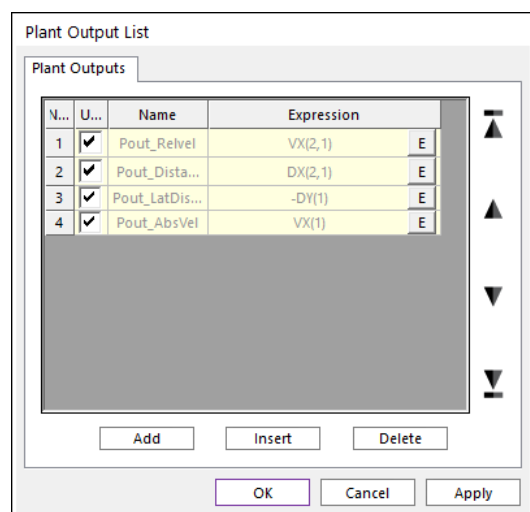 Plant Output List
Plant Outputs
N... U... Name Expression
1 Pout_Relvel VX(2,1) E
2 Pout_Dista... DX(2,1) E
3 Pout_LatDis... -DY(1) E
4 Pout_AbsVel VX(1) E
Add Insert Delete
OK Cancel Apply